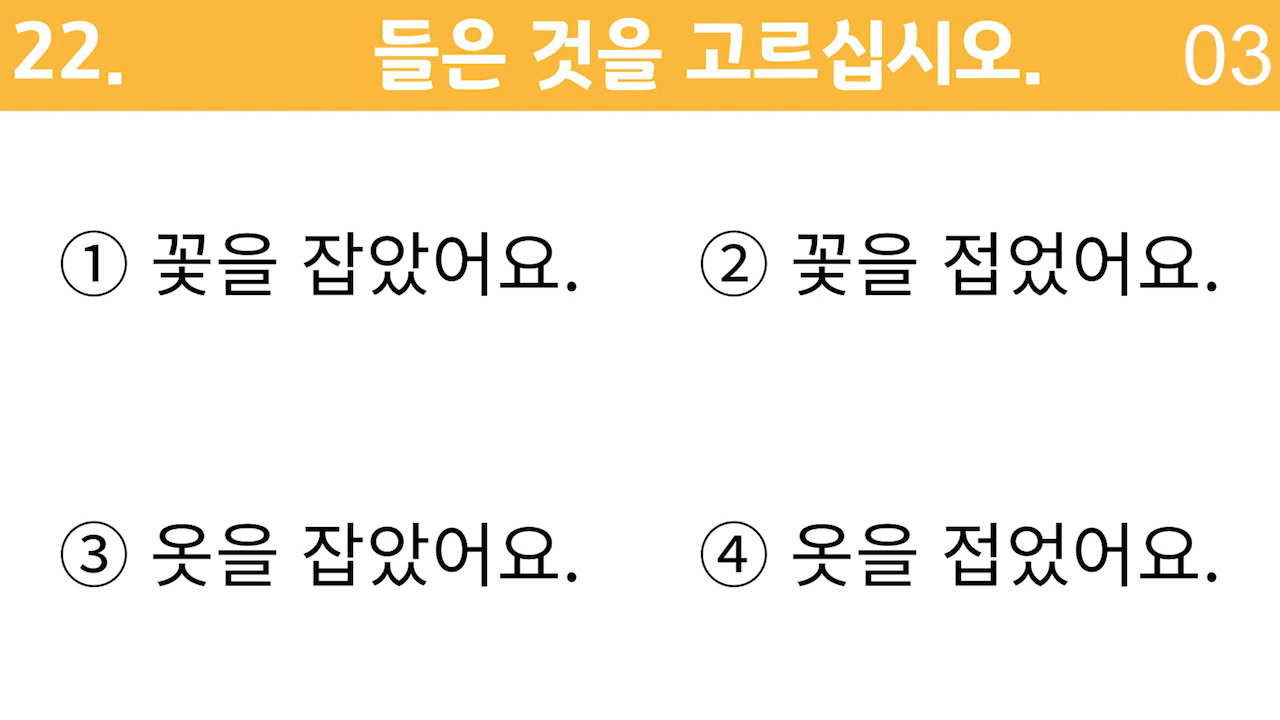 22. 들은 것을 고르십시오. 03
① 꽃을 잡았어요. ② 꽃을 접었어요.
③ 옷을 잡았어요. ④ 옷을 접었어요.